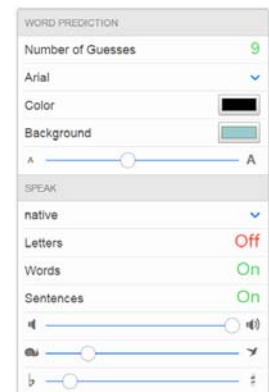 WORD PREDICTION
Number of Guesses 9
Arial
Color
Background
A A
SPEAK
native
Letters Off
Words On
Sentences On
♭ ♯